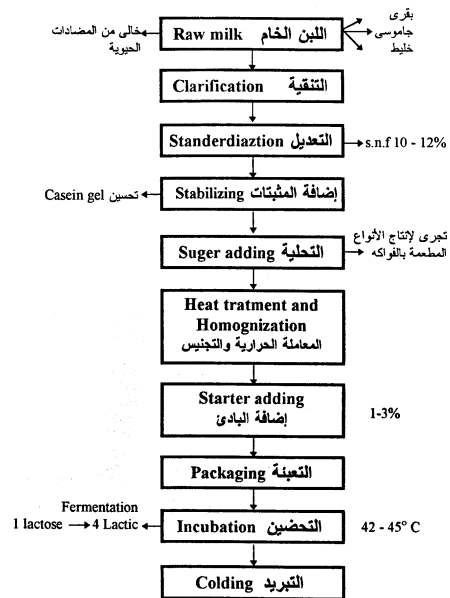 خالى من المضادات
الحيوية
Raw milk اللبن الخام
بقرى
جاموسى
خليط
Clarification التنقية
Standerdiaztion التعديل
s.n.f 10 - 12%
Casein gel تحسين
Stabilizing إضافة المثبتات
Suger adding التحلية
تجرى لإنتاج الأنواع
المطعمة بالفواكه
Heat tratment and
Homognization
المعاملة الحرارية والتجنيس
Starter adding
إضافة البادئ
1-3%
Packaging التعبئة
Fermentation
1 lactose → 4 Lactic
Incubation التحضين
42 - 45° C
Colding التبريد